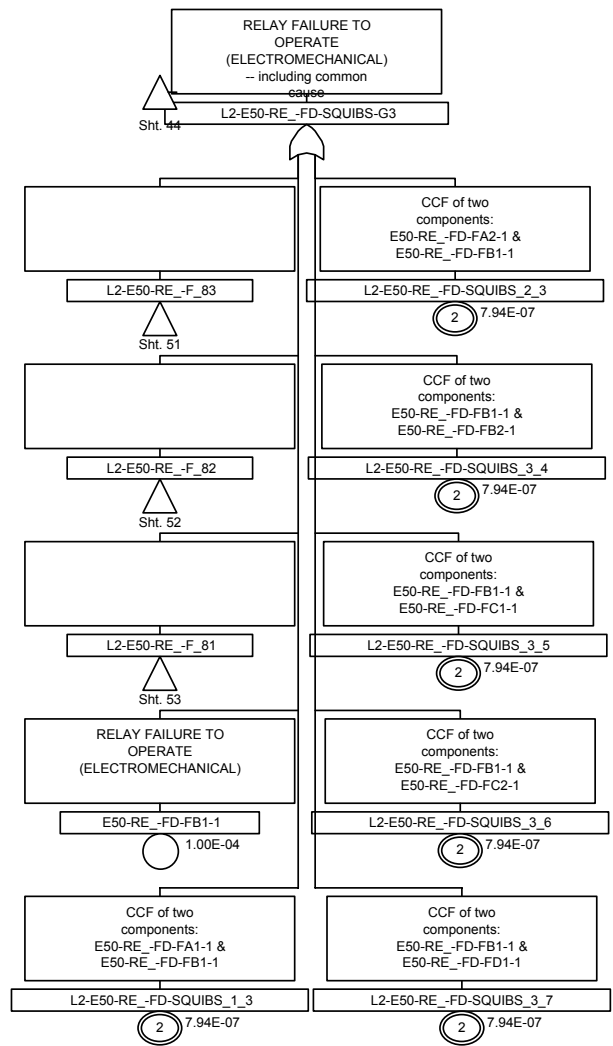 RELAY FAILURE TO
OPERATE
(ELECTROMECHANICAL)
-- including common
cause
L2-E50-RE_-FD-SQUIBS-G3
Sht. 44
L2-E50-RE_-F_83
Sht. 51
CCF of two
components:
E50-RE_-FD-FA2-1 &
E50-RE_-FD-FB1-1
L2-E50-RE_-FD-SQUIBS_2_3
2
7.94E-07
L2-E50-RE_-F_82
Sht. 52
CCF of two
components:
E50-RE_-FD-FB1-1 &
E50-RE_-FD-FB2-1
L2-E50-RE_-FD-SQUIBS_3_4
2
7.94E-07
L2-E50-RE_-F_81
Sht. 53
CCF of two
components:
E50-RE_-FD-FB1-1 &
E50-RE_-FD-FC1-1
L2-E50-RE_-FD-SQUIBS_3_5
2
7.94E-07
RELAY FAILURE TO
OPERATE
(ELECTROMECHANICAL)
E50-RE_-FD-FB1-1
1.00E-04
CCF of two
components:
E50-RE_-FD-FB1-1 &
E50-RE_-FD-FC2-1
L2-E50-RE_-FD-SQUIBS_3_6
2
7.94E-07
CCF of two
components:
E50-RE_-FD-FA1-1 &
E50-RE_-FD-FB1-1
L2-E50-RE_-FD-SQUIBS_1_3
2
7.94E-07
CCF of two
components:
E50-RE_-FD-FB1-1 &
E50-RE_-FD-FD1-1
L2-E50-RE_-FD-SQUIBS_3_7
2
7.94E-07